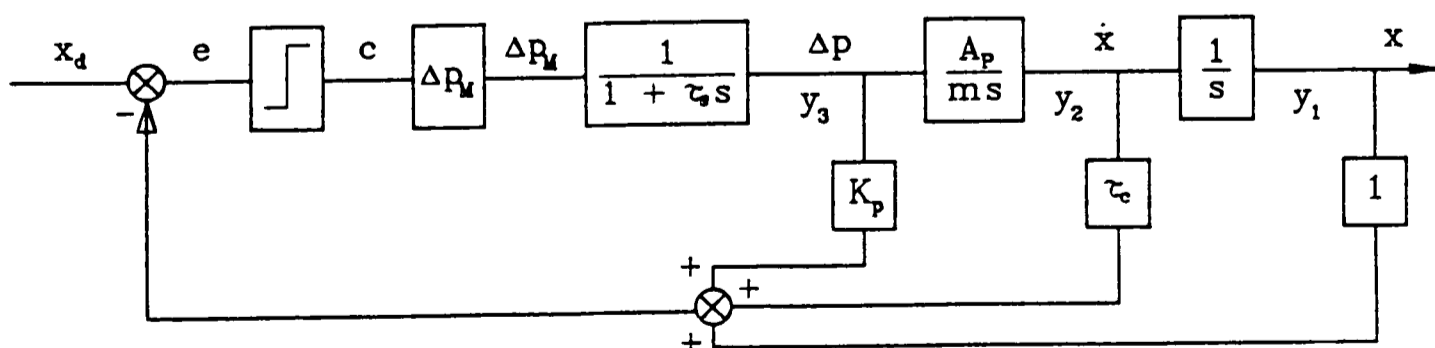 x_d e c Δp_M Δp_M 1 / (1 + τ_s s) Δp A_p / (m s) ẋ 1 / s x
y_3 y_2 y_1
K_p τ_c 1
-
+ + +